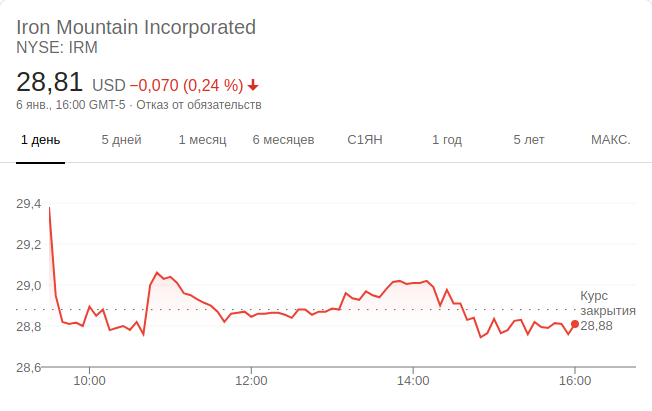 Iron Mountain Incorporated
NYSE: IRM
28,81 USD −0,070 (0,24 %)
6 янв., 16:00 GMT-5 · Отказ от обязательств
1 день 5 дней 1 месяц 6 месяцев С1ЯН 1 год 5 лет МАКС.
29,4
29,2
29,0
Курс
закрытия
28,8 28,88
28,6
10:00 12:00 14:00 16:00